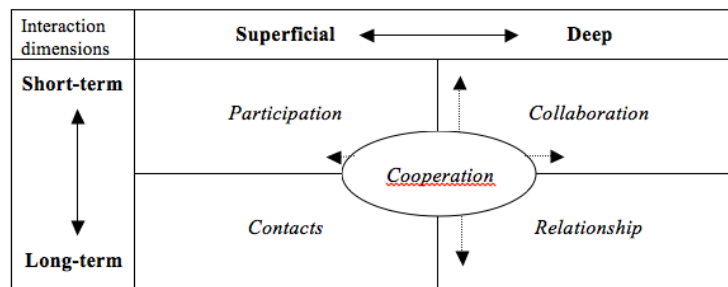 Interaction
dimensions
Superficial
Deep
Short-term
Participation
Collaboration
Cooperation
Contacts
Relationship
Long-term